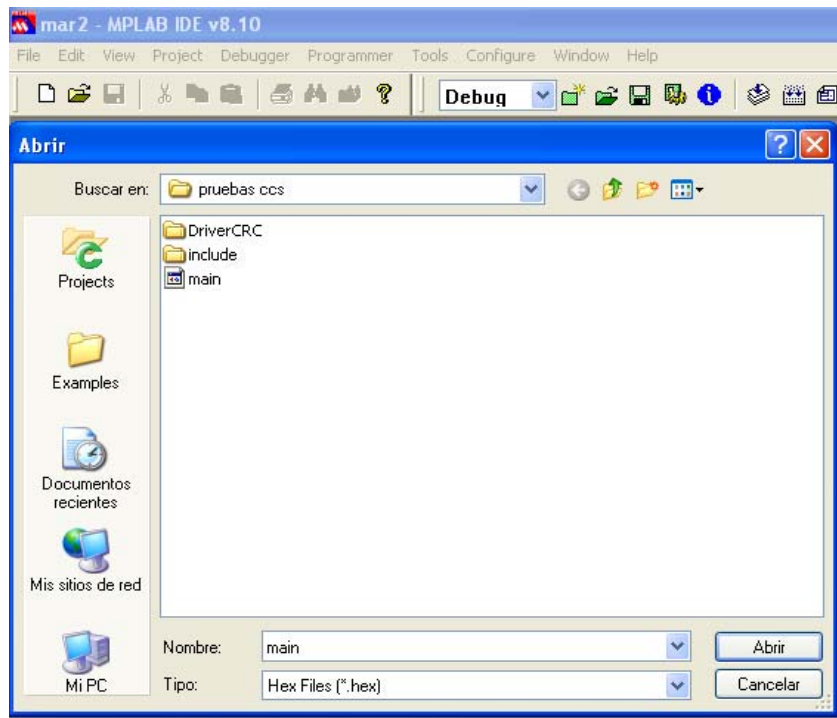 mar2 - MPLAB IDE v8.10
File Edit View Project Debugger Programmer Tools Configure Window Help
Debug
Abrir
Buscar en: pruebas ccs
DriverCRC
include
main
Projects
Examples
Documentos
recientes
Mis sitios de red
Mi PC
Nombre: main Abrir
Tipo: Hex Files (*.hex) Cancelar